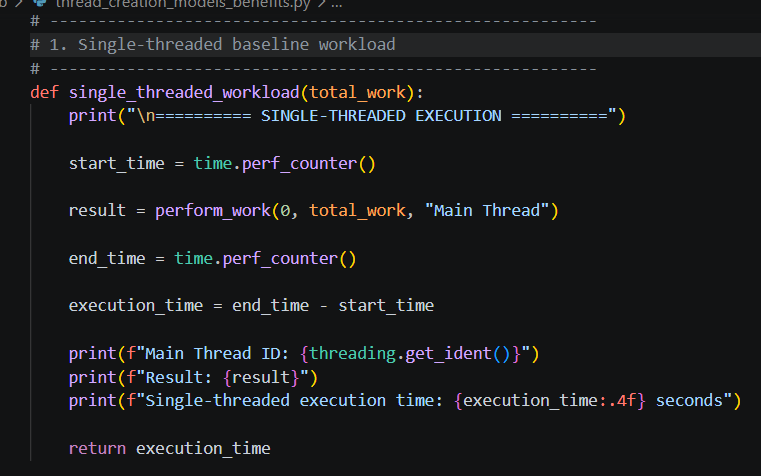 b > thread_creation_models_benefits.py > ...
# ---------------------------------------------------------
# 1. Single-threaded baseline workload
# ---------------------------------------------------------
def single_threaded_workload(total_work):
    print("\n========== SINGLE-THREADED EXECUTION ==========")
    start_time = time.perf_counter()
    result = perform_work(0, total_work, "Main Thread")
    end_time = time.perf_counter()
    execution_time = end_time - start_time
    print(f"Main Thread ID: {threading.get_ident()}")
    print(f"Result: {result}")
    print(f"Single-threaded execution time: {execution_time:.4f} seconds")
    return execution_time